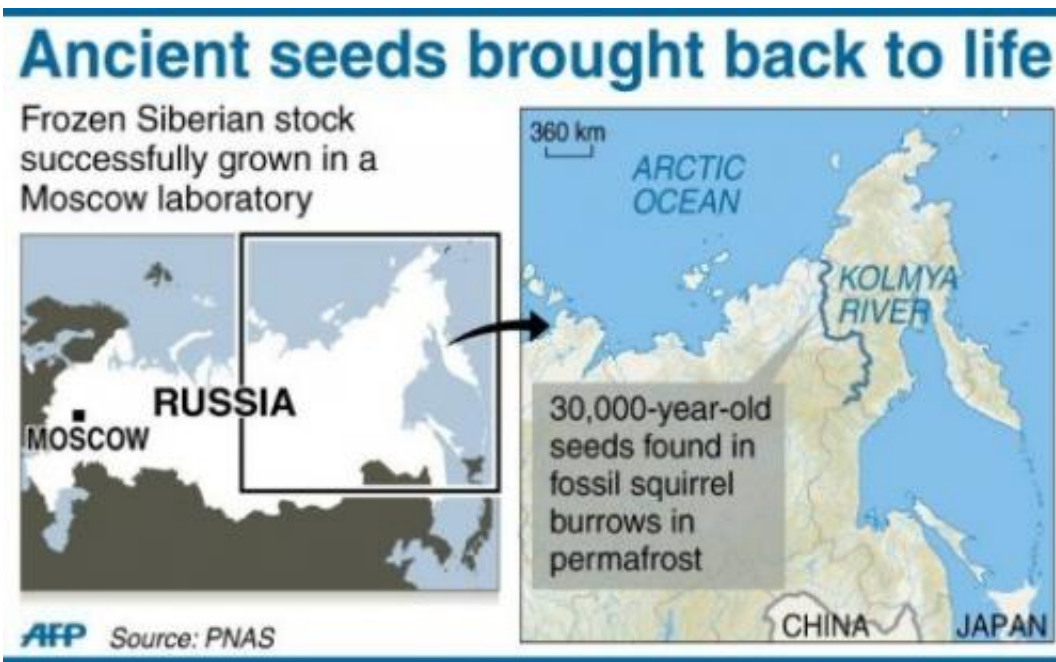 Ancient seeds brought back to life
Frozen Siberian stock
successfully grown in a
Moscow laboratory
RUSSIA
MOSCOW
360 km
ARCTIC
OCEAN
KOLMYA
RIVER
30,000-year-old
seeds found in
fossil squirrel
burrows in
permafrost
CHINA
JAPAN
AFP Source: PNAS